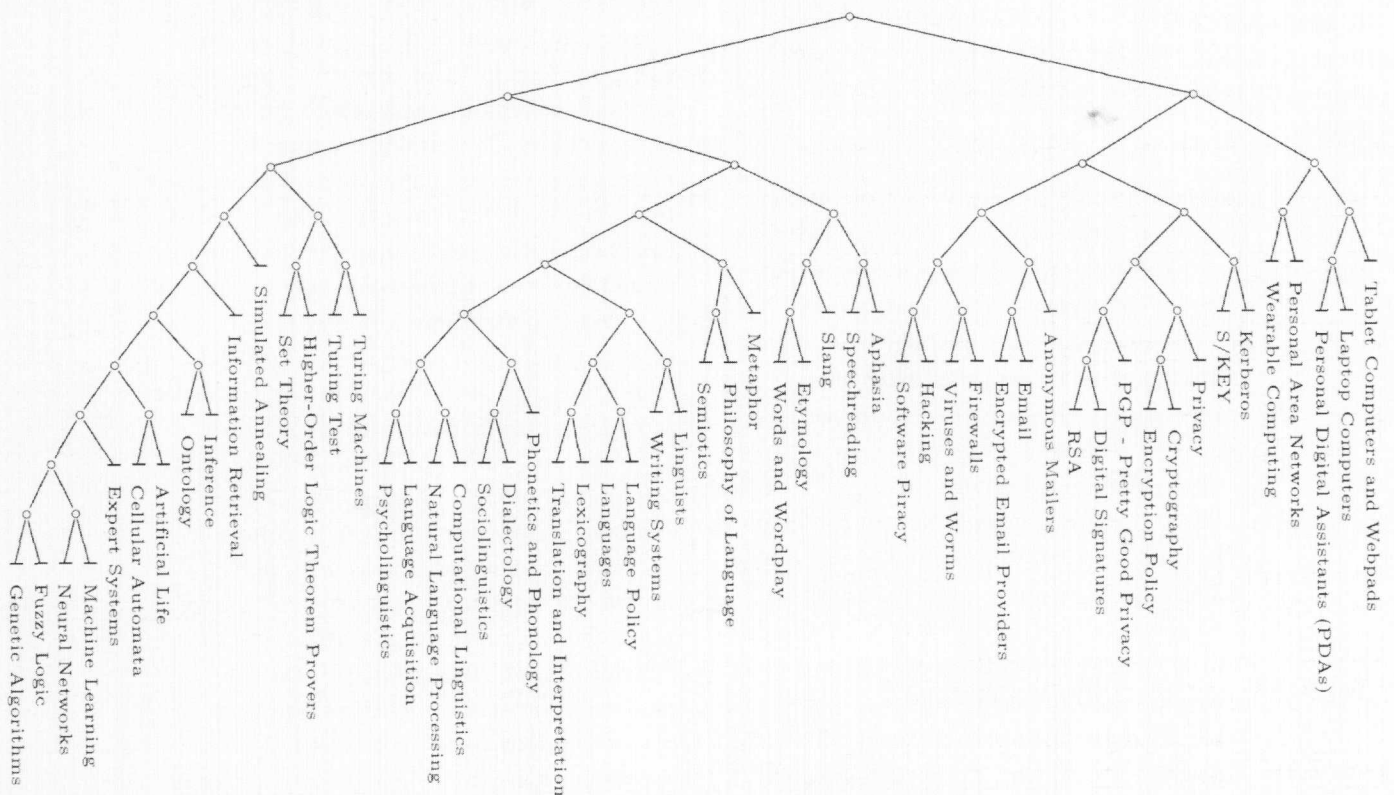 Genetic Algorithms
Fuzzy Logic
Neural Networks
Machine Learning
Expert Systems
Cellular Automata
Artificial Life
Ontology
Inference
Information Retrieval
Simulated Annealing
Set Theory
Higher-Order Logic Theorem Provers
Turing Test
Turing Machines
Psycholinguistics
Language Acquisition
Natural Language Processing
Computational Linguistics
Sociolinguistics
Dialectology
Phonetics and Phonology
Translation and Interpretation
Lexicography
Languages
Language Policy
Writing Systems
Linguists
Semiotics
Philosophy of Language
Metaphor
Words and Wordplay
Etymology
Slang
Speechreading
Aphasia
Software Piracy
Hacking
Viruses and Worms
Firewalls
Encrypted Email Providers
Email
Anonymous Mailers
RSA
Digital Signatures
PGP - Pretty Good Privacy
Encryption Policy
Cryptography
Privacy
S/KEY
Kerberos
Wearable Computing
Personal Area Networks
Personal Digital Assistants (PDAs)
Laptop Computers
Tablet Computers and Webpads